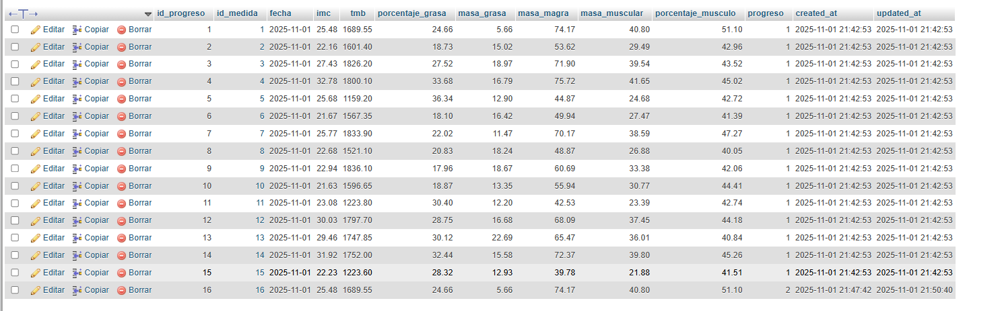 id_progreso id_medida fecha imc tmb porcentaje_grasa masa_grasa masa_magra masa_muscular porcentaje_musculo progreso created_at updated_at
Editar Copiar Borrar 1 1 2025-11-01 25.48 1689.55 24.66 5.66 74.17 40.80 51.10 1 2025-11-01 21:42:53 2025-11-01 21:42:53
Editar Copiar Borrar 2 2 2025-11-01 22.16 1601.40 18.73 15.02 53.62 29.49 42.96 1 2025-11-01 21:42:53 2025-11-01 21:42:53
Editar Copiar Borrar 3 3 2025-11-01 27.43 1826.20 27.52 18.97 71.90 39.54 43.52 1 2025-11-01 21:42:53 2025-11-01 21:42:53
Editar Copiar Borrar 4 4 2025-11-01 32.78 1800.10 33.68 16.79 75.72 41.65 45.02 1 2025-11-01 21:42:53 2025-11-01 21:42:53
Editar Copiar Borrar 5 5 2025-11-01 25.68 1159.20 36.34 12.90 44.87 24.68 42.72 1 2025-11-01 21:42:53 2025-11-01 21:42:53
Editar Copiar Borrar 6 6 2025-11-01 21.67 1567.35 18.10 16.42 49.94 27.47 41.39 1 2025-11-01 21:42:53 2025-11-01 21:42:53
Editar Copiar Borrar 7 7 2025-11-01 25.77 1833.90 22.02 11.47 70.17 38.59 47.27 1 2025-11-01 21:42:53 2025-11-01 21:42:53
Editar Copiar Borrar 8 8 2025-11-01 22.68 1521.10 20.83 18.24 48.87 26.88 40.05 1 2025-11-01 21:42:53 2025-11-01 21:42:53
Editar Copiar Borrar 9 9 2025-11-01 22.94 1836.10 17.96 18.67 60.69 33.38 42.06 1 2025-11-01 21:42:53 2025-11-01 21:42:53
Editar Copiar Borrar 10 10 2025-11-01 21.63 1596.65 18.87 13.35 55.94 30.77 44.41 1 2025-11-01 21:42:53 2025-11-01 21:42:53
Editar Copiar Borrar 11 11 2025-11-01 23.08 1223.80 30.40 12.20 42.53 23.39 42.74 1 2025-11-01 21:42:53 2025-11-01 21:42:53
Editar Copiar Borrar 12 12 2025-11-01 30.03 1797.70 28.75 16.68 68.09 37.45 44.18 1 2025-11-01 21:42:53 2025-11-01 21:42:53
Editar Copiar Borrar 13 13 2025-11-01 29.46 1747.85 30.12 22.69 65.47 36.01 40.84 1 2025-11-01 21:42:53 2025-11-01 21:42:53
Editar Copiar Borrar 14 14 2025-11-01 31.92 1752.00 32.44 15.58 72.37 39.80 45.26 1 2025-11-01 21:42:53 2025-11-01 21:42:53
Editar Copiar Borrar 15 15 2025-11-01 22.23 1223.60 28.32 12.93 39.78 21.88 41.51 1 2025-11-01 21:42:53 2025-11-01 21:42:53
Editar Copiar Borrar 16 16 2025-11-01 25.48 1689.55 24.66 5.66 74.17 40.80 51.10 2 2025-11-01 21:47:42 2025-11-01 21:50:40